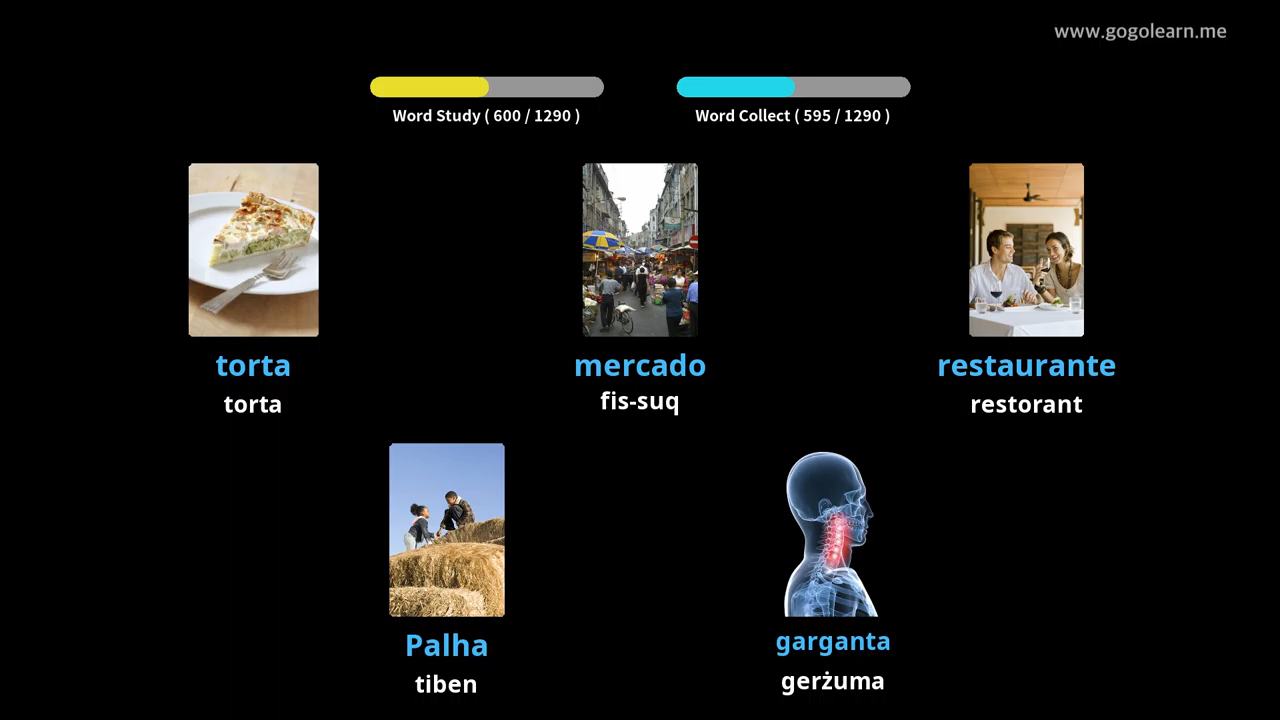 www.gogolearn.me
Word Study ( 600 / 1290 )
Word Collect ( 595 / 1290 )
torta
torta
mercado
fis-suq
restaurante
restorant
Palha
tiben
garganta
gerżuma